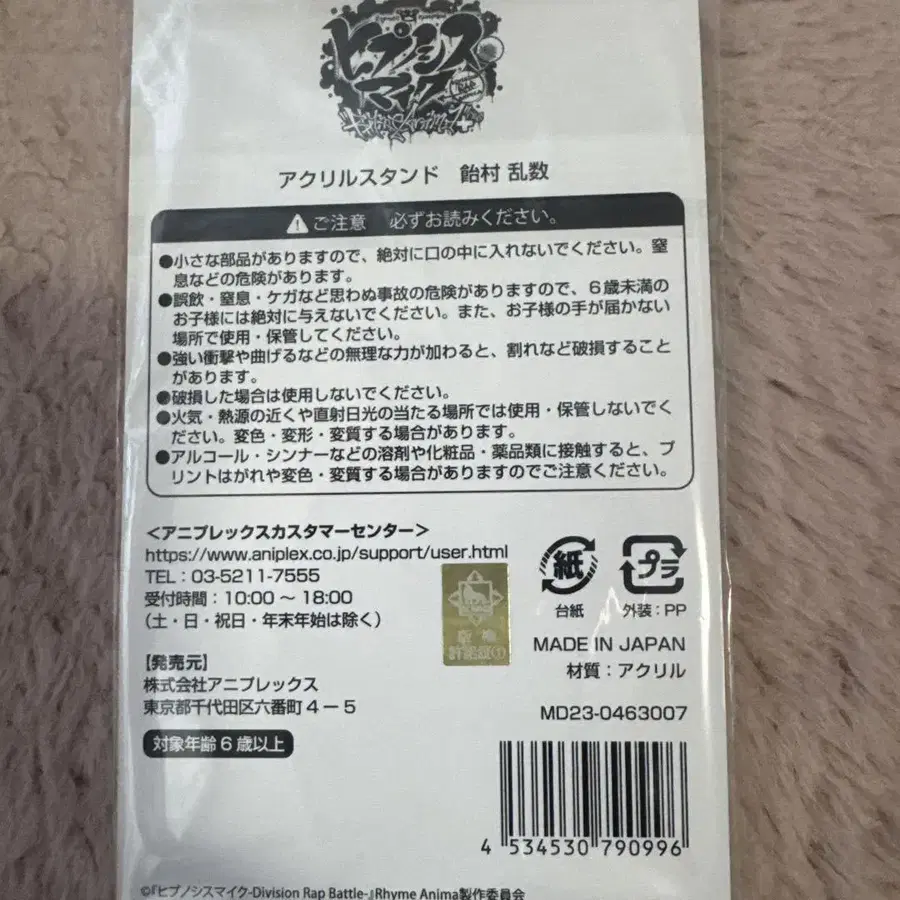 ヒプノシス
マイク
アクリルスタンド 飴村 乱数
ご注意 必ずお読みください。
●小さな部品がありますので、絶対に口の中に入れないでください。窒
息などの危険があります。
●誤飲・窒息・ケガなど思わぬ事故の危険がありますので、6歳未満の
お子様には絶対に与えないでください。また、お子様の手が届かない
場所で使用・保管してください。
●強い衝撃や曲げるなどの無理な力が加わると、割れなど破損すること
があります。
●破損した場合は使用しないでください。
●火気・熱源の近くや直射日光の当たる場所では使用・保管しないでく
ださい。変色・変形・変質する場合があります。
●アルコール・シンナーなどの溶剤や化粧品・薬品類に接触すると、プ
リントはがれや変色・変質する場合がありますのでご注意ください。
＜アニプレックスカスタマーセンター＞
https://www.aniplex.co.jp/support/user.html
TEL：03-5211-7555
受付時間：10:00～18:00
（土・日・祝日・年末年始は除く）
紙
台紙
プラ
外装：PP
MADE IN JAPAN
材質：アクリル
MD23-0463007
【発売元】
株式会社アニプレックス
東京都千代田区六番町4－5
対象年齢6歳以上
4 534530 790996
©『ヒプノシスマイク-Division Rap Battle-』Rhyme Anima製作委員会